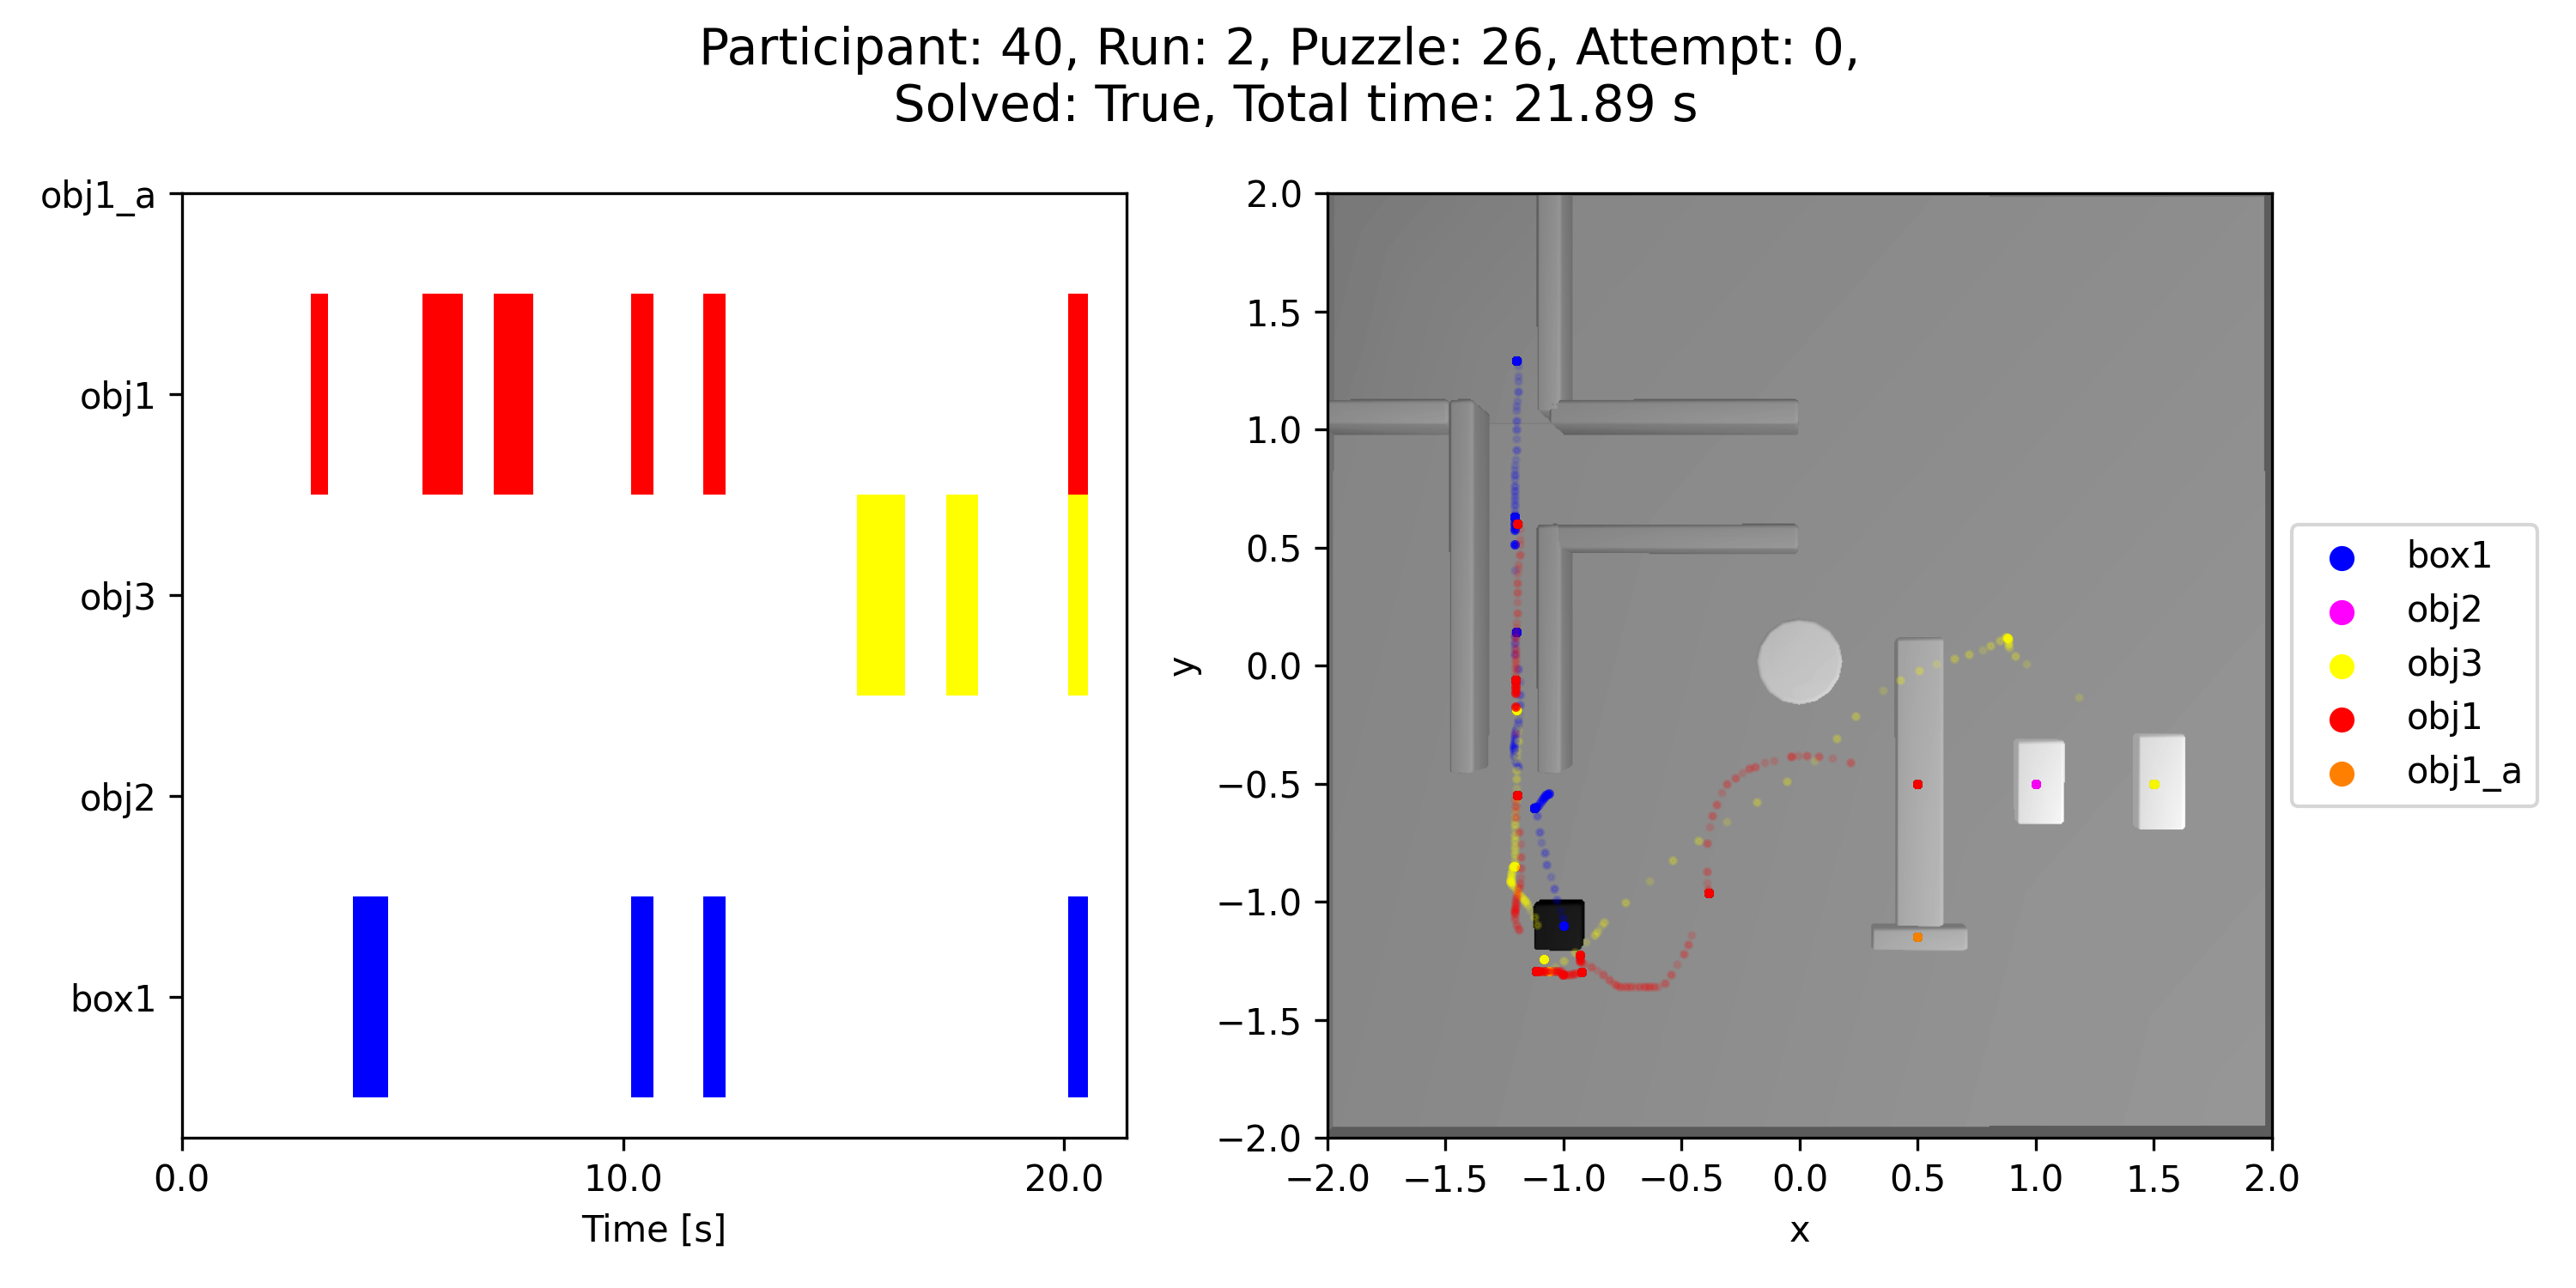 Participant: 40, Run: 2, Puzzle: 26, Attempt: 0,
Solved: True, Total time: 21.89 s
obj1_a
obj1
obj3
obj2
box1
0.0 10.0 20.0
Time [s]
y
2.0
1.5
1.0
0.5
0.0
−0.5
−1.0
−1.5
−2.0
−2.0 −1.5 −1.0 −0.5 0.0 0.5 1.0 1.5 2.0
x
box1
obj2
obj3
obj1
obj1_a